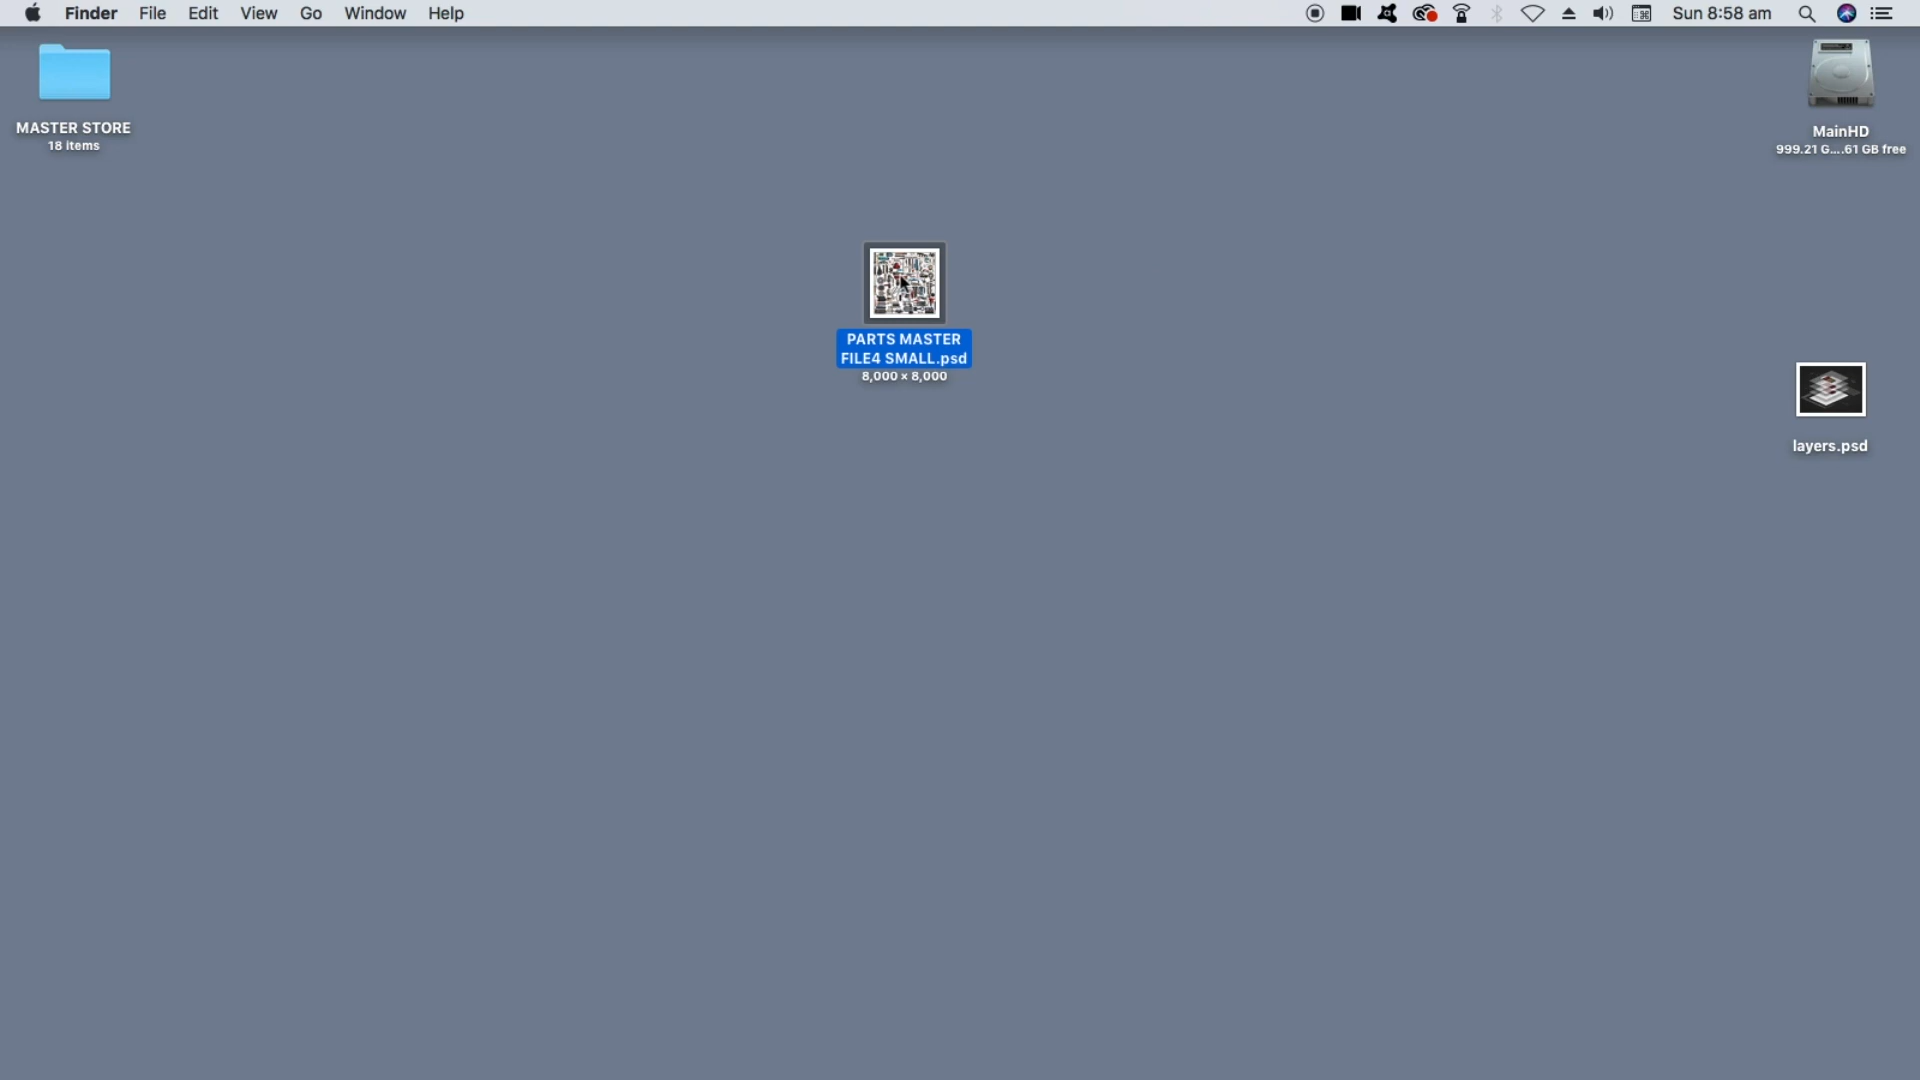 Finder File Edit View Go Window Help Sun 8:58 am
MASTER STORE
18 items
MainHD
999.21 G....61 GB free
PARTS MASTER
FILE4 SMALL.psd
8,000 × 8,000
layers.psd